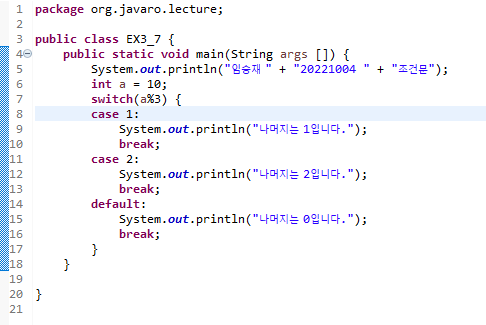 1 package org.javaro.lecture;
2
3 public class EX3_7 {
4 public static void main(String args []) {
5 System.out.println("임승재 " + "20221004 " + "조건문");
6 int a = 10;
7 switch(a%3) {
8 case 1:
9 System.out.println("나머지는 1입니다.");
10 break;
11 case 2:
12 System.out.println("나머지는 2입니다.");
13 break;
14 default:
15 System.out.println("나머지는 0입니다.");
16 break;
17 }
18 }
19
20 }
21